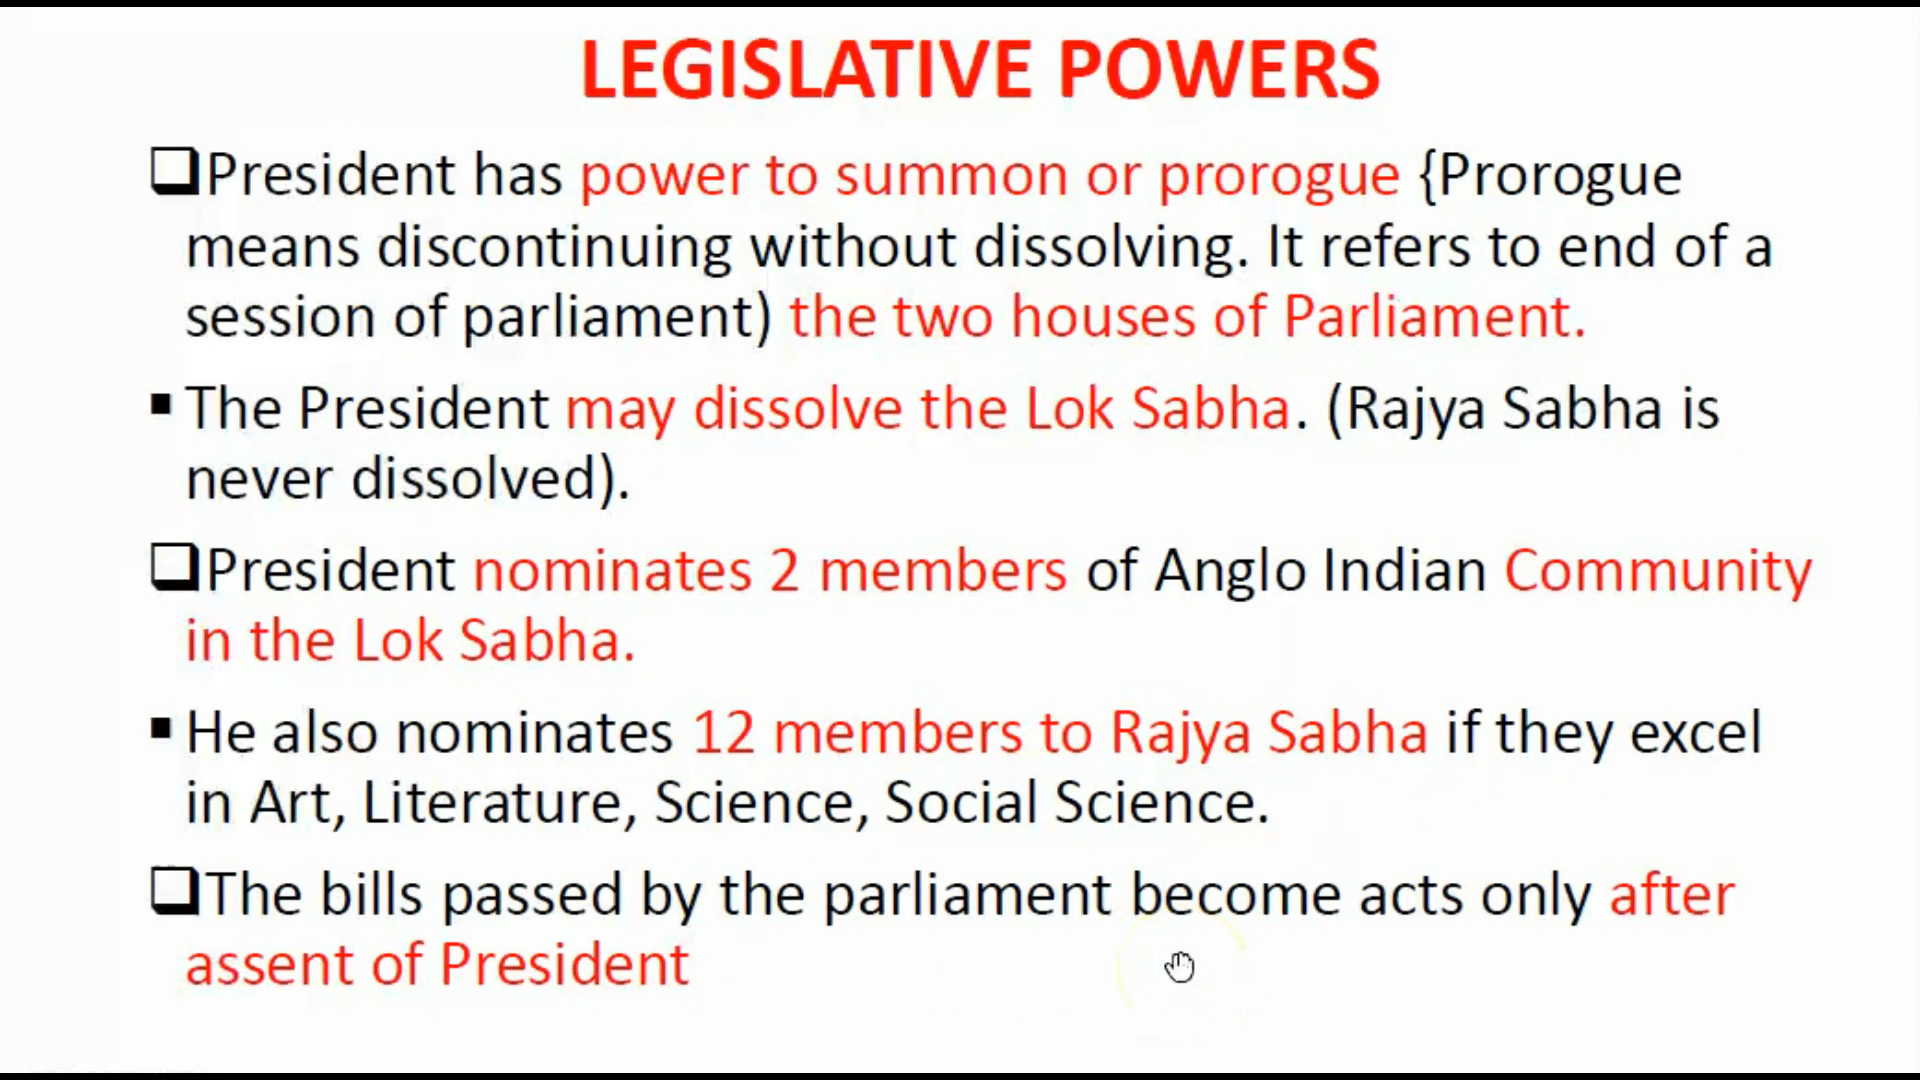 LEGISLATIVE POWERS
President has power to summon or prorogue {Prorogue
means discontinuing without dissolving. It refers to end of a
session of parliament) the two houses of Parliament.
The President may dissolve the Lok Sabha. (Rajya Sabha is
never dissolved).
President nominates 2 members of Anglo Indian Community
in the Lok Sabha.
He also nominates 12 members to Rajya Sabha if they excel
in Art, Literature, Science, Social Science.
The bills passed by the parliament become acts only after
assent of President